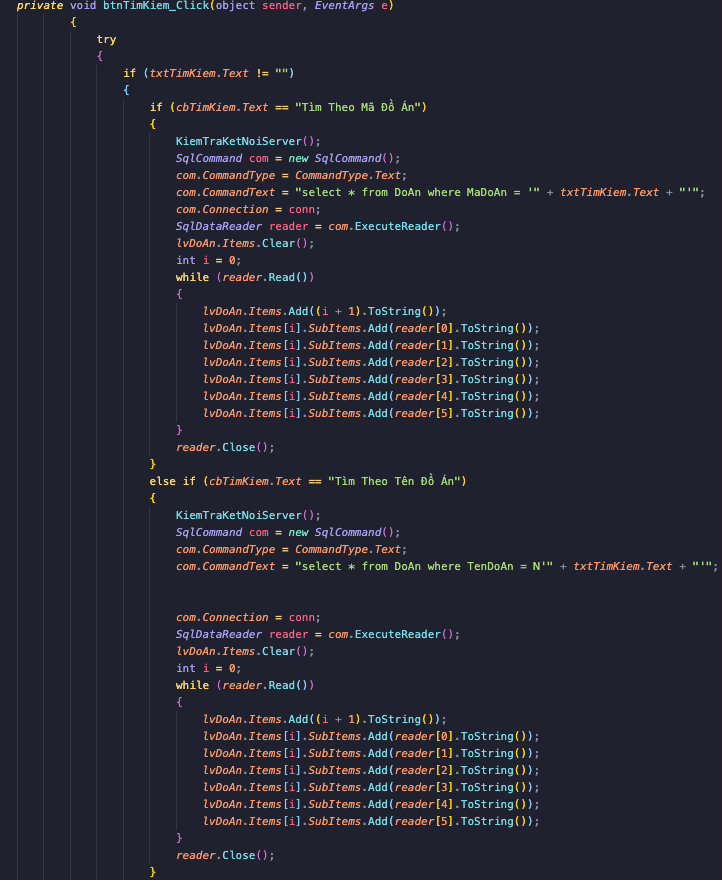 private void btnTimKiem_Click(object sender, EventArgs e)
{
try
{
if (txtTimKiem.Text != "")
{
if (cbTimKiem.Text == "Tìm Theo Mã Đồ Án")
{
KiemTraKetNoiServer();
SqlCommand com = new SqlCommand();
com.CommandType = CommandType.Text;
com.CommandText = "select * from DoAn where MaDoAn = '" + txtTimKiem.Text + "'";
com.Connection = conn;
SqlDataReader reader = com.ExecuteReader();
lvDoAn.Items.Clear();
int i = 0;
while (reader.Read())
{
lvDoAn.Items.Add((i + 1).ToString());
lvDoAn.Items[i].SubItems.Add(reader[0].ToString());
lvDoAn.Items[i].SubItems.Add(reader[1].ToString());
lvDoAn.Items[i].SubItems.Add(reader[2].ToString());
lvDoAn.Items[i].SubItems.Add(reader[3].ToString());
lvDoAn.Items[i].SubItems.Add(reader[4].ToString());
lvDoAn.Items[i].SubItems.Add(reader[5].ToString());
}
reader.Close();
}
else if (cbTimKiem.Text == "Tìm Theo Tên Đồ Án")
{
KiemTraKetNoiServer();
SqlCommand com = new SqlCommand();
com.CommandType = CommandType.Text;
com.CommandText = "select * from DoAn where TenDoAn = N'" + txtTimKiem.Text + "'";
com.Connection = conn;
SqlDataReader reader = com.ExecuteReader();
lvDoAn.Items.Clear();
int i = 0;
while (reader.Read())
{
lvDoAn.Items.Add((i + 1).ToString());
lvDoAn.Items[i].SubItems.Add(reader[0].ToString());
lvDoAn.Items[i].SubItems.Add(reader[1].ToString());
lvDoAn.Items[i].SubItems.Add(reader[2].ToString());
lvDoAn.Items[i].SubItems.Add(reader[3].ToString());
lvDoAn.Items[i].SubItems.Add(reader[4].ToString());
lvDoAn.Items[i].SubItems.Add(reader[5].ToString());
}
reader.Close();
}